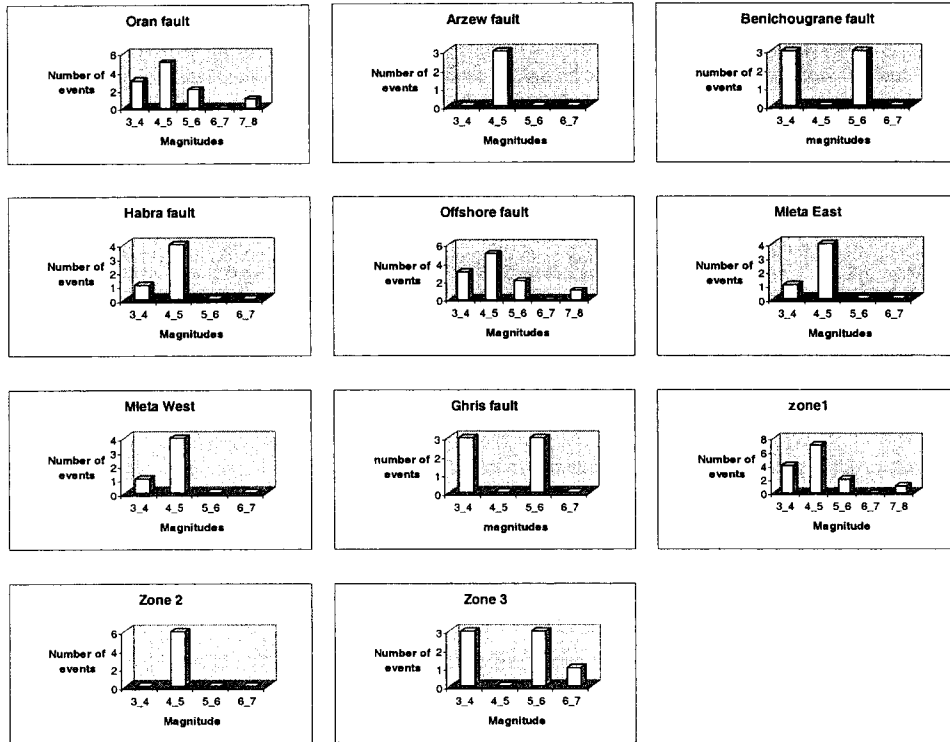 Oran fault
Number of
events
6
4
2
0
3_4 4_5 5_6 6_7 7_8
Magnitudes
Arzew fault
Number of
events
3
2
1
0
3_4 4_5 5_6 6_7
Magnitudes
Benichougrane fault
number of
events
3
2
1
0
3_4 4_5 5_6 6_7
magnitudes
Habra fault
Number of
events
4
3
2
1
0
3_4 4_5 5_6 6_7
Magnitudes
Offshore fault
Number of
events
6
4
2
0
3_4 4_5 5_6 6_7 7_8
Magnitudes
Mleta East
Number of
events
4
3
2
1
0
3_4 4_5 5_6 6_7
Magnitudes
Mleta West
Number of
events
4
3
2
1
0
3_4 4_5 5_6 6_7
Magnitudes
Ghris fault
number of
events
3
2
1
0
3_4 4_5 5_6 6_7
magnitudes
zone1
Number of
events
8
6
4
2
0
3_4 4_5 5_6 6_7 7_8
Magnitude
Zone 2
Number of
events
6
4
2
0
3_4 4_5 5_6 6_7
Magnitude
Zone 3
Number of
events
3
2
1
0
3_4 4_5 5_6 6_7
Magnitude